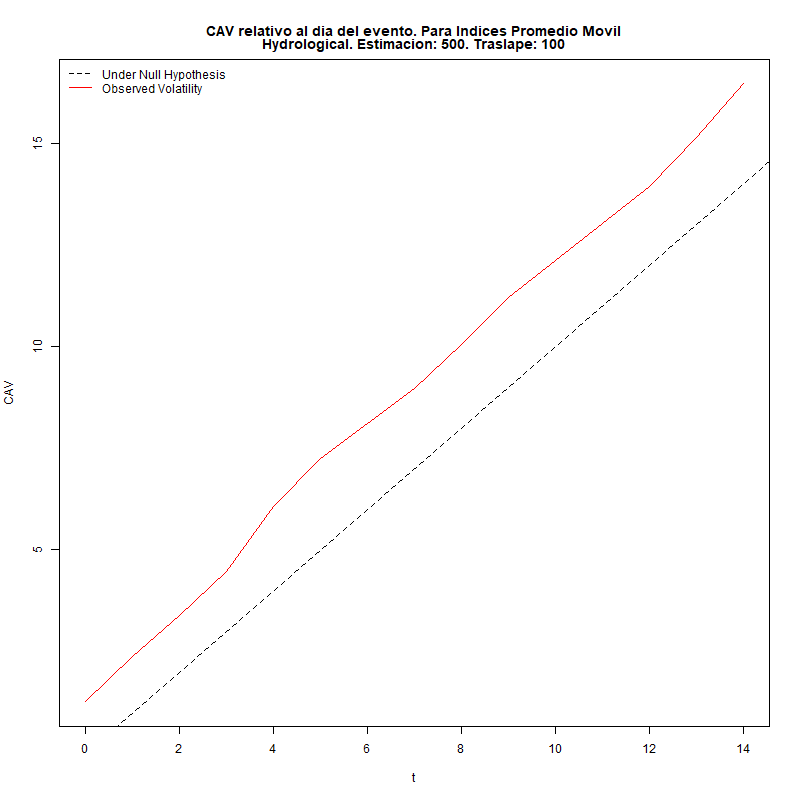 CAV relativo al dia del evento. Para Indices Promedio Movil
Hydrological. Estimacion: 500. Traslape: 100
Under Null Hypothesis
Observed Volatility
15
10
5
CAV
0 2 4 6 8 10 12 14
t